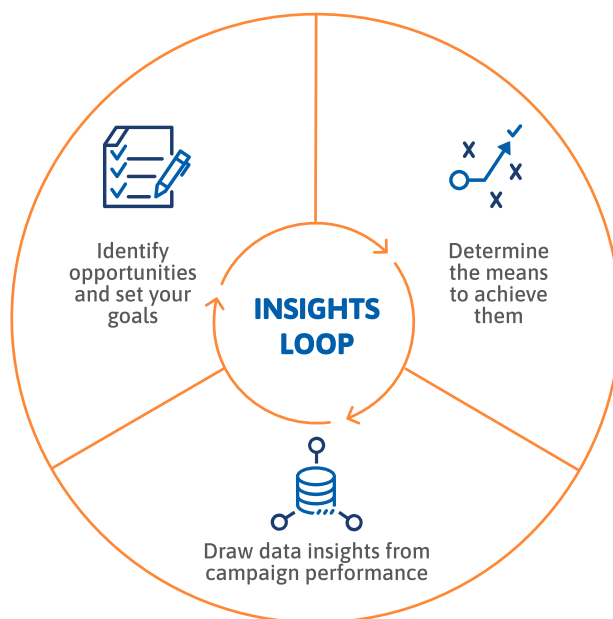 Identify
opportunities
and set your
goals
Determine
the means
to achieve
them
INSIGHTS
LOOP
Draw data insights from
campaign performance